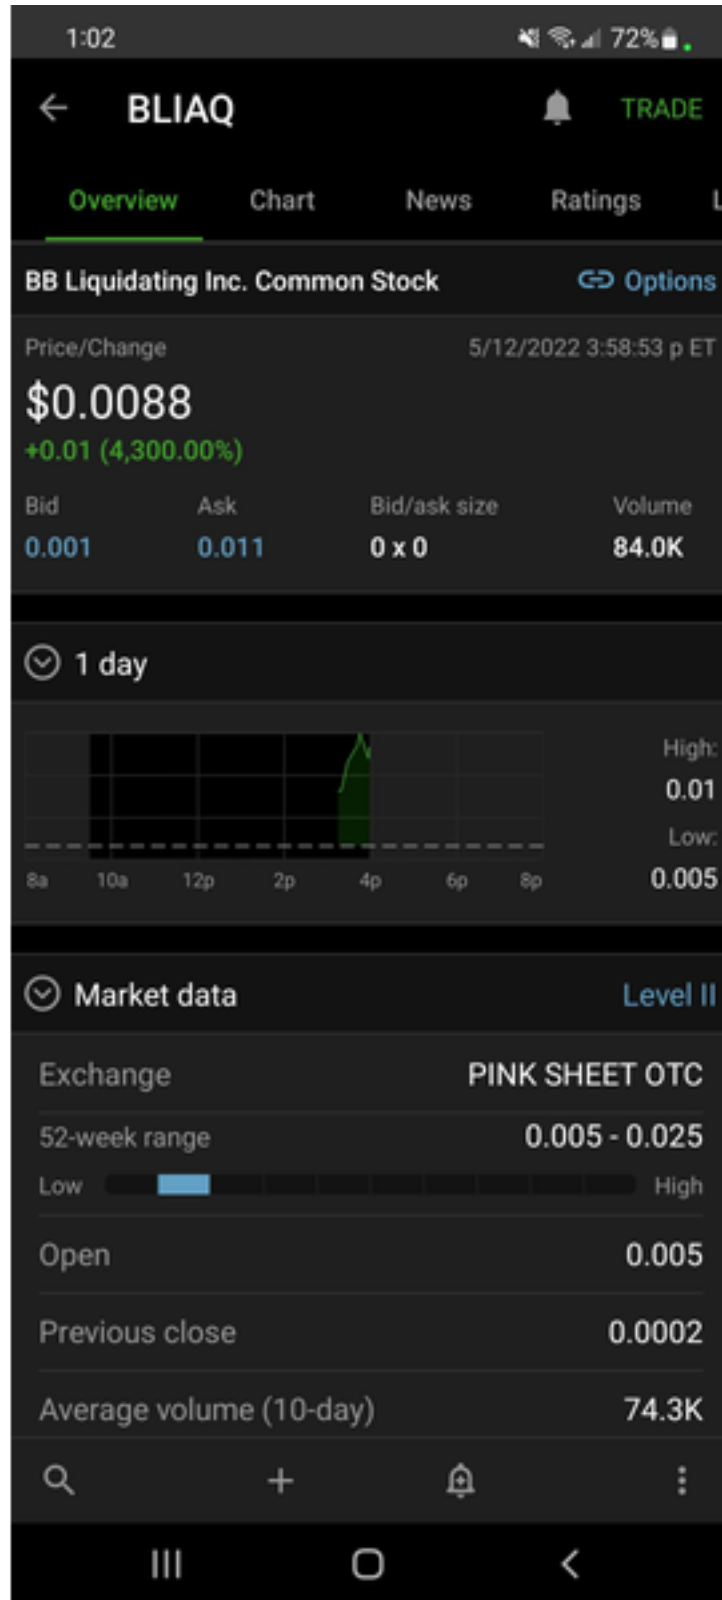 1:02 72%
BLIAQ TRADE
Overview Chart News Ratings L
BB Liquidating Inc. Common Stock Options
Price/Change 5/12/2022 3:58:53 p ET
$0.0088
+0.01 (4,300.00%)
Bid Ask Bid/ask size Volume
0.001 0.011 0 x 0 84.0K
1 day
High:
0.01
Low:
0.005
8a 10a 12p 2p 4p 6p 8p
Market data Level II
Exchange PINK SHEET OTC
52-week range 0.005 - 0.025
Low High
Open 0.005
Previous close 0.0002
Average volume (10-day) 74.3K